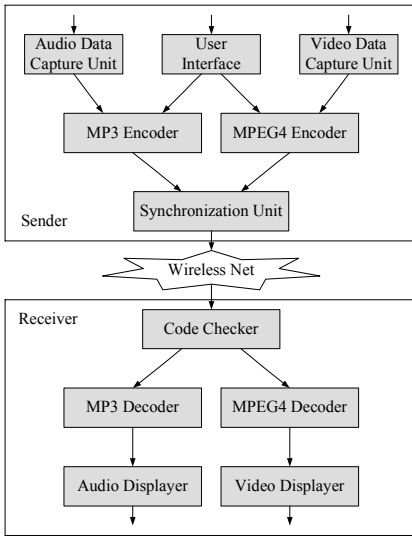 Audio Data
Capture Unit
User
Interface
Video Data
Capture Unit
MP3 Encoder
MPEG4 Encoder
Synchronization Unit
Sender
Wireless Net
Receiver
Code Checker
MP3 Decoder
MPEG4 Decoder
Audio Displayer
Video Displayer